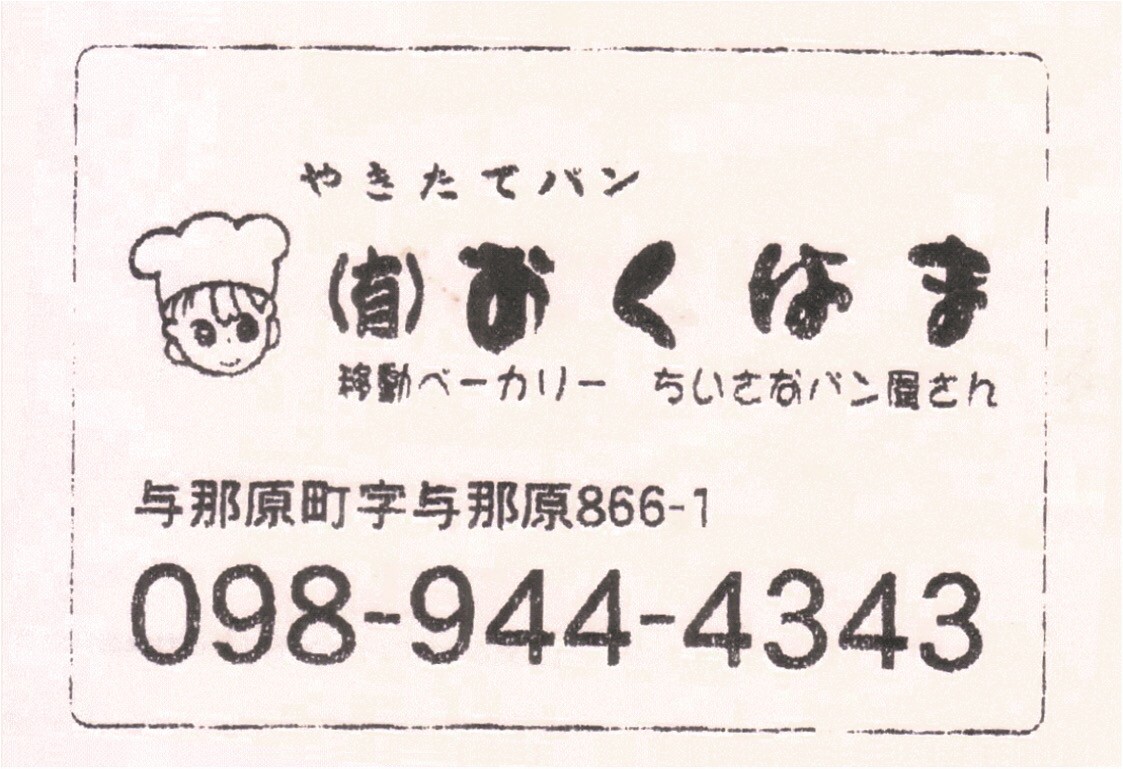 やきたてパン
(有)おくはま
移動ベーカリー ちいさなパン屋さん
与那原町字与那原866-1
098-944-4343